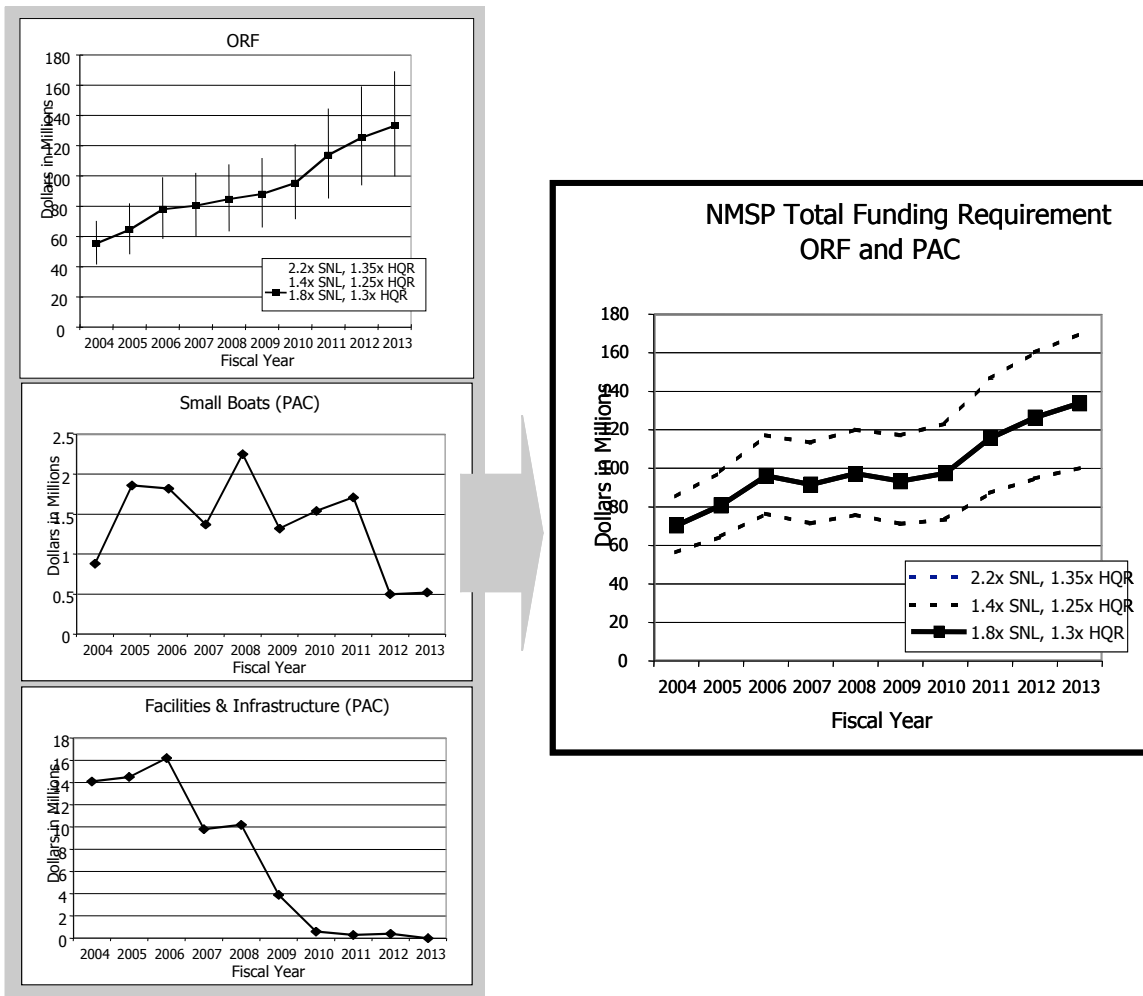 ORF
180
160
140
120
100
80
60
40
20
0
Dollars in Millions
2.2x SNL, 1.35x HQR
1.4x SNL, 1.25x HQR
1.8x SNL, 1.3x HQR
2004 2005 2006 2007 2008 2009 2010 2011 2012 2013
Fiscal Year
Small Boats (PAC)
2.5
2
1.5
1
0.5
0
Dollars in Millions
2004 2005 2006 2007 2008 2009 2010 2011 2012 2013
Fiscal Year
Facilities & Infrastructure (PAC)
18
16
14
12
10
8
6
4
2
0
Dollars in Millions
2004 2005 2006 2007 2008 2009 2010 2011 2012 2013
Fiscal Year
NMSP Total Funding Requirement
ORF and PAC
180
160
140
120
100
80
60
40
20
0
Dollars in Millions
2.2x SNL, 1.35x HQR
1.4x SNL, 1.25x HQR
1.8x SNL, 1.3x HQR
2004 2005 2006 2007 2008 2009 2010 2011 2012 2013
Fiscal Year